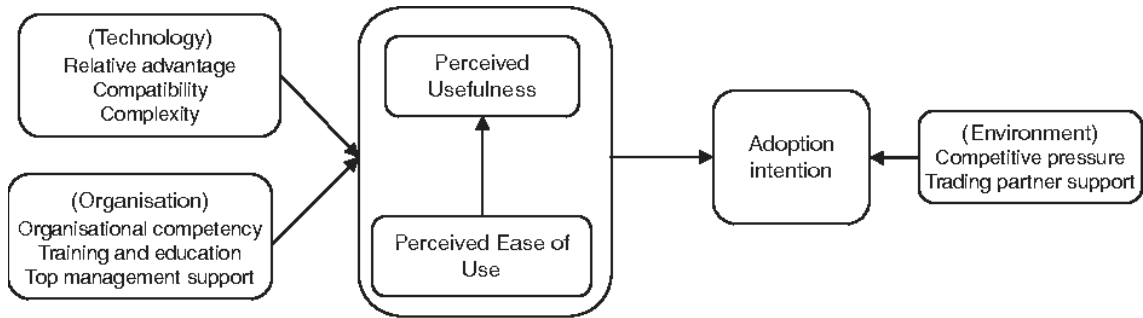 (Technology)
Relative advantage
Compatibility
Complexity
(Organisation)
Organisational competency
Training and education
Top management support
Perceived
Usefulness
Perceived Ease of
Use
Adoption
intention
(Environment)
Competitive pressure
Trading partner support